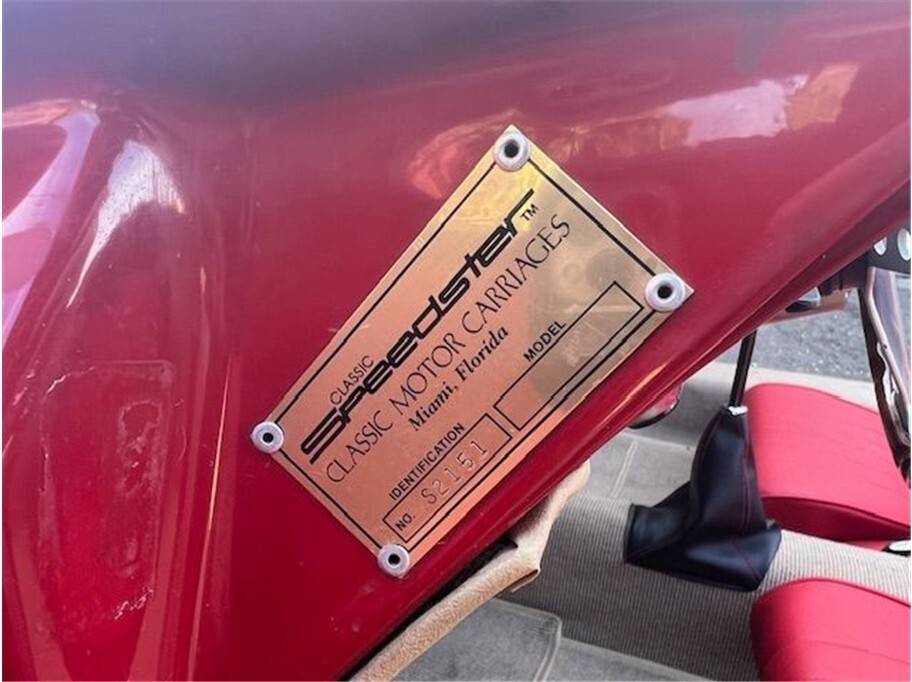 CLASSIC
Speedster™
CLASSIC MOTOR CARRIAGES
Miami, Florida
IDENTIFICATION
NO. S2151
MODEL